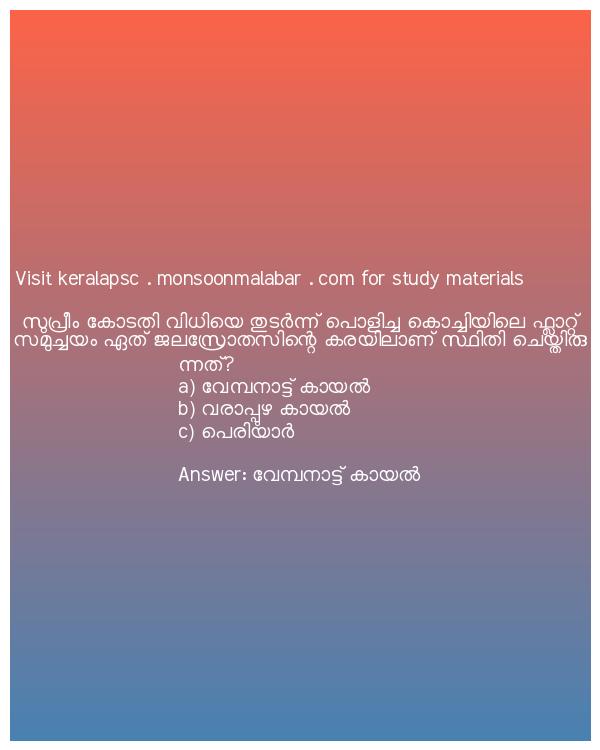 Visit keralapsc . monsoonmalabar . com for study materials
സുപ്രീം കോടതി വിധിയെ തുടർന്ന് പൊളിച്ച കൊച്ചിയിലെ ഫ്ലാറ്റ്
സമുച്ചയം ഏത് ജലസ്രോതസിന്റെ കരയിലാണ് സ്ഥിതി ചെയ്തിരു
ന്നത്?
a) വേമ്പനാട്ട് കായൽ
b) വരാപ്പുഴ കായൽ
c) പെരിയാർ
Answer: വേമ്പനാട്ട് കായൽ